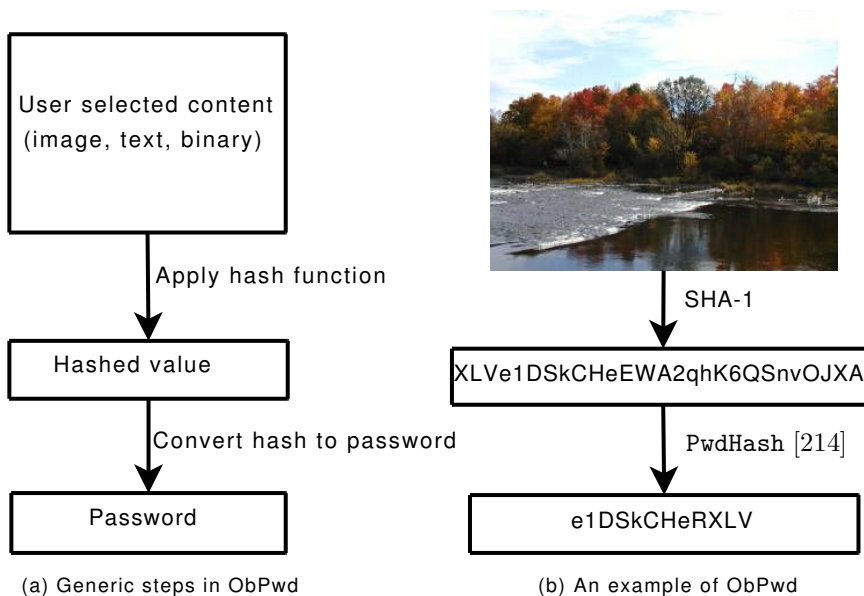 User selected content
(image, text, binary)
Apply hash function
Hashed value
Convert hash to password
Password
(a) Generic steps in ObPwd
SHA-1
XLVe1DSkCHeEWA2qhK6QSnvOJXA
PwdHash [214]
e1DSkCHeRXLV
(b) An example of ObPwd